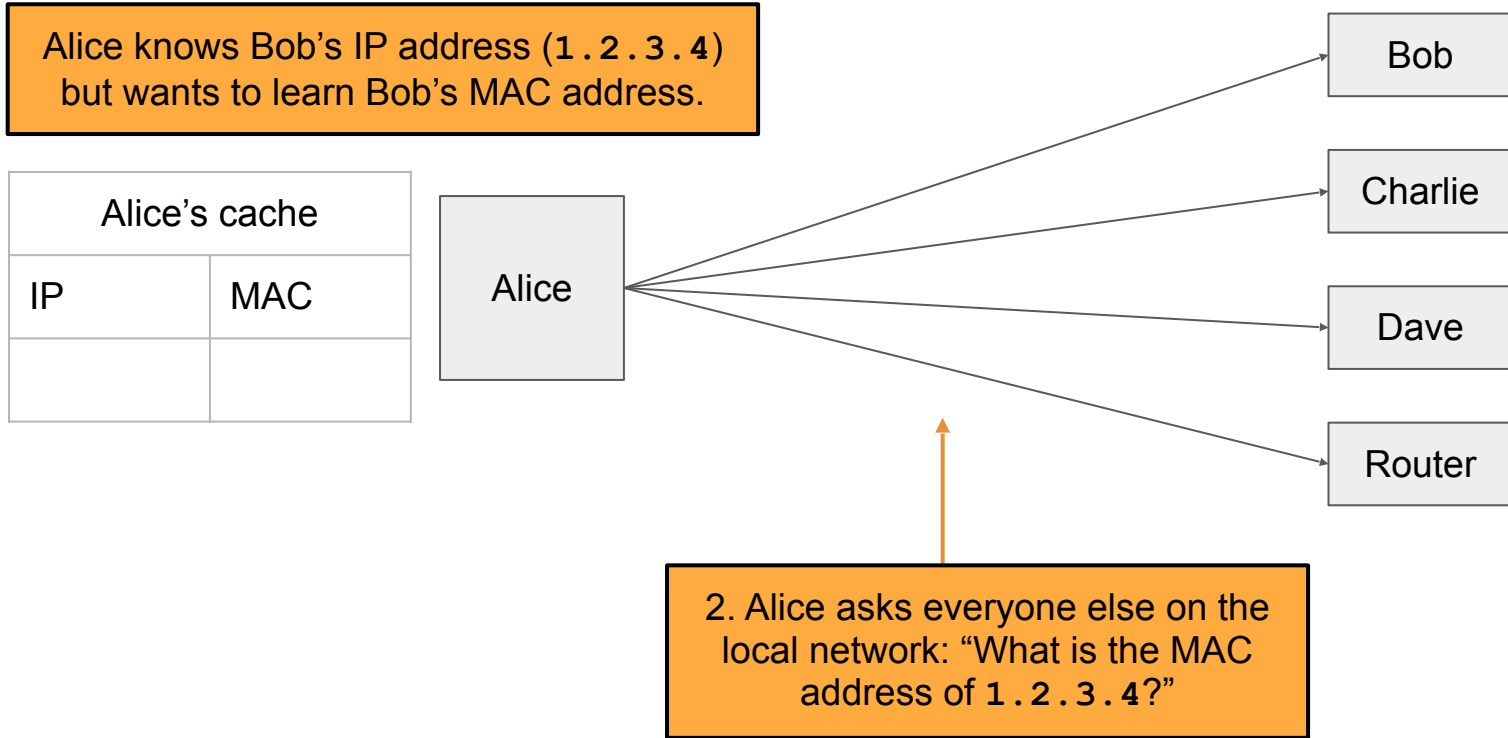 Alice knows Bob’s IP address (1.2.3.4)
but wants to learn Bob’s MAC address.
Alice’s cache
IP
MAC
Alice
Bob
Charlie
Dave
Router
2. Alice asks everyone else on the
local network: “What is the MAC
address of 1.2.3.4?”